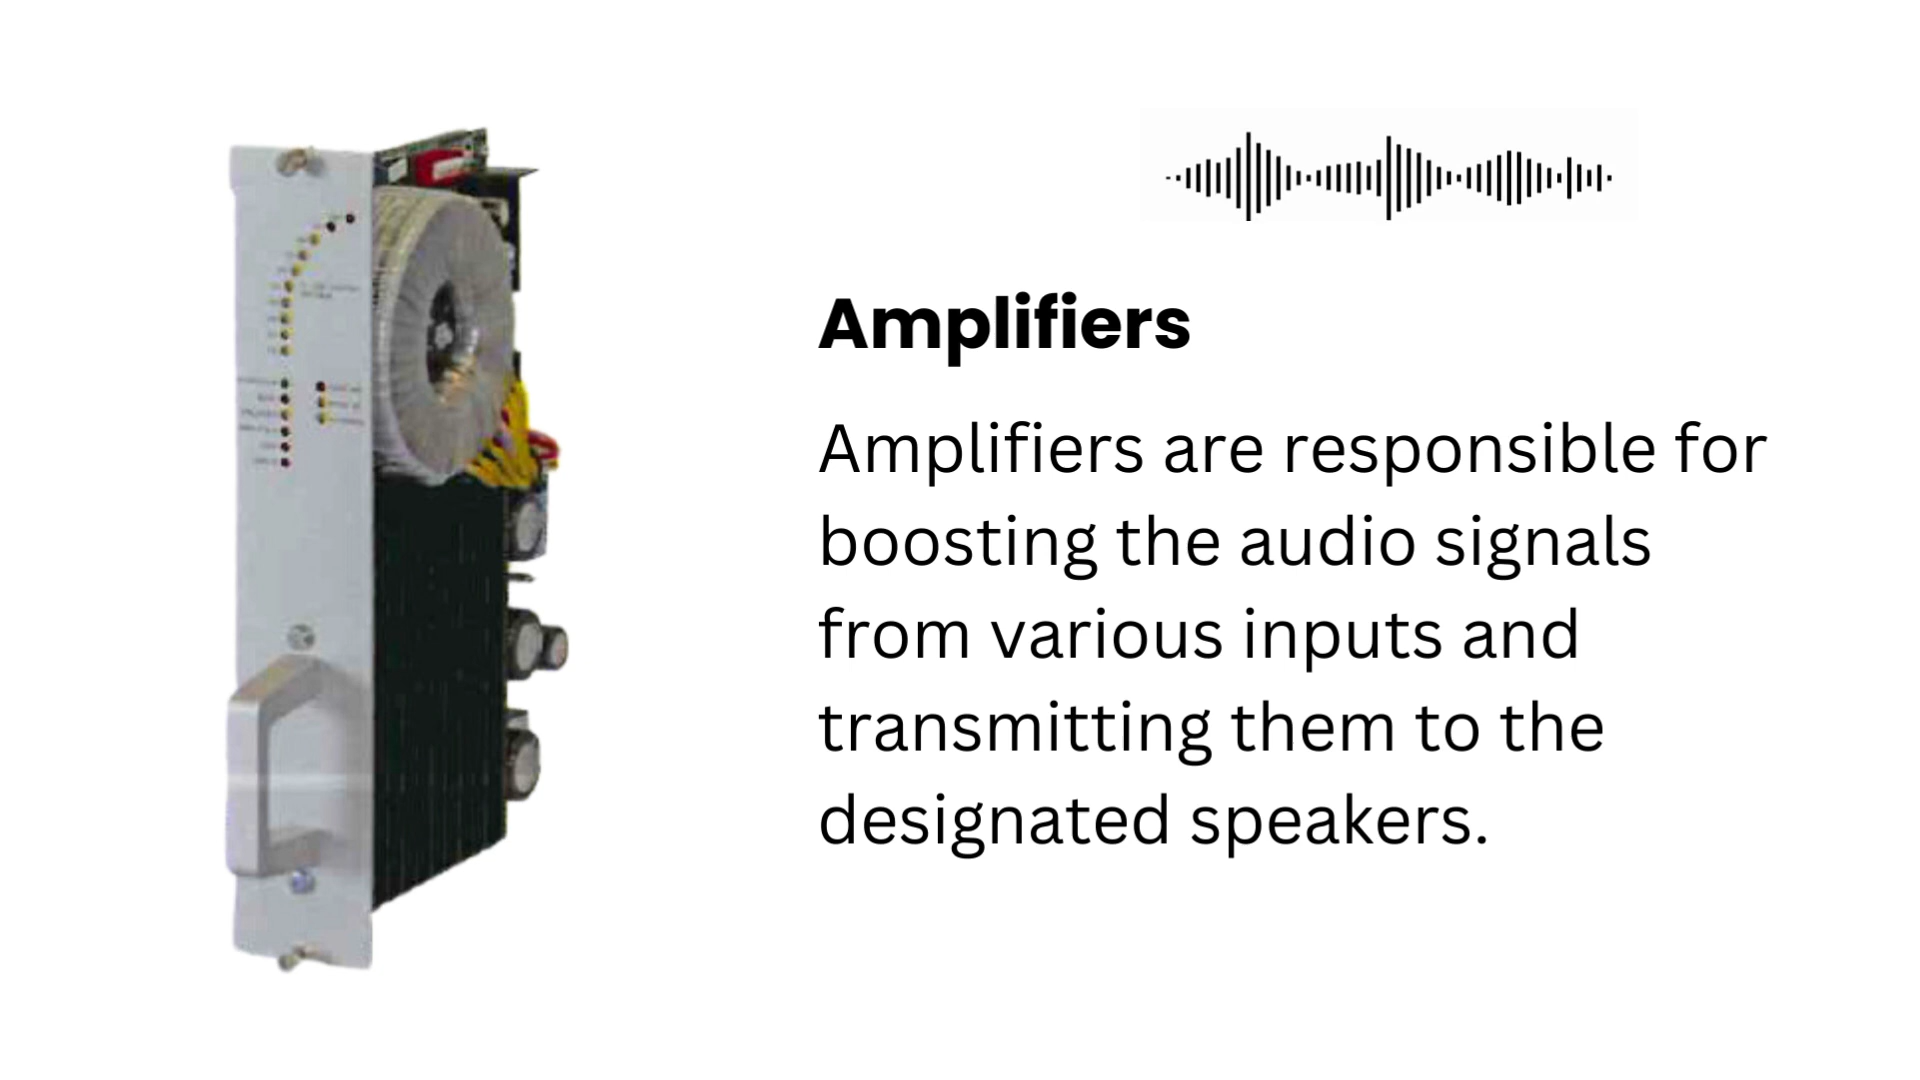 Amplifiers
Amplifiers are responsible for
boosting the audio signals
from various inputs and
transmitting them to the
designated speakers.